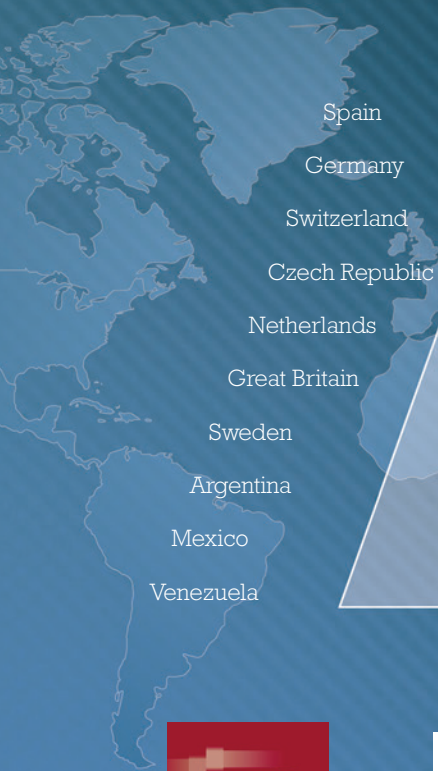 Spain
Germany
Switzerland
Czech Republic
Netherlands
Great Britain
Sweden
Argentina
Mexico
Venezuela